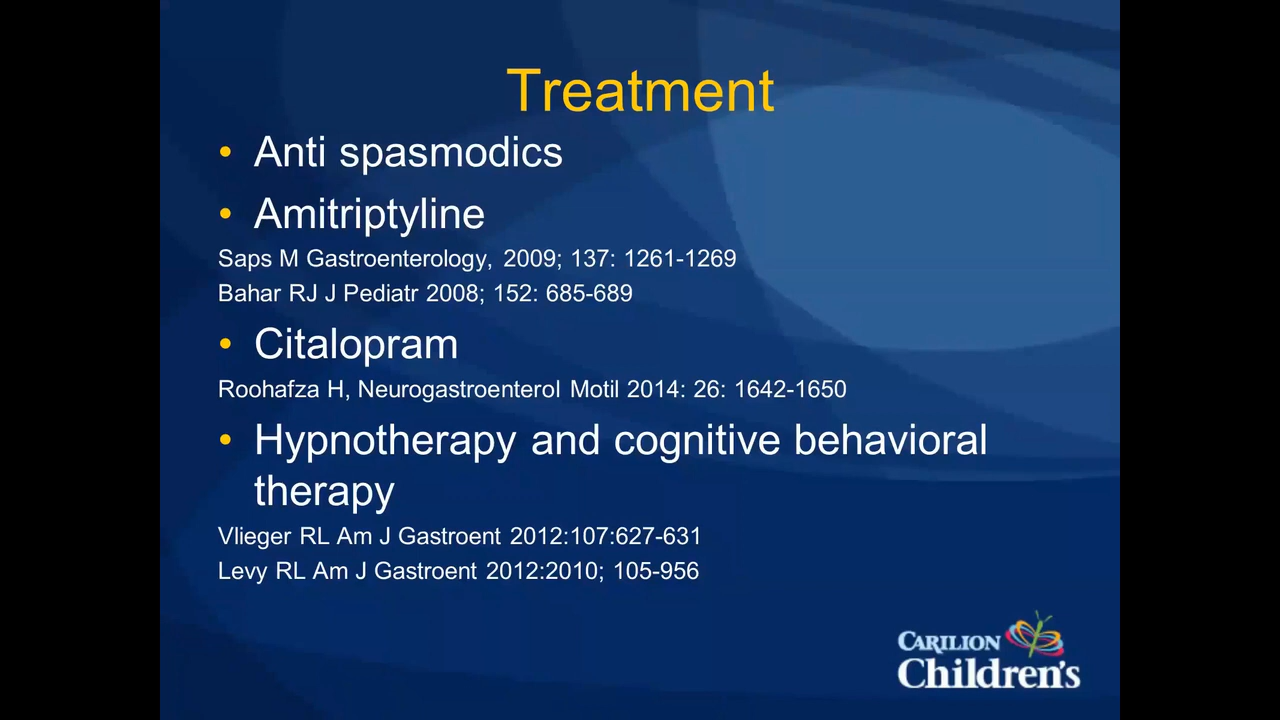 Treatment
• Anti spasmodics
• Amitriptyline
Saps M Gastroenterology, 2009; 137: 1261-1269
Bahar RJ J Pediatr 2008; 152: 685-689
• Citalopram
Roohafza H, Neurogastroenterol Motil 2014: 26: 1642-1650
• Hypnotherapy and cognitive behavioral
therapy
Vlieger RL Am J Gastroent 2012:107:627-631
Levy RL Am J Gastroent 2012:2010; 105-956
CARILION
Children's